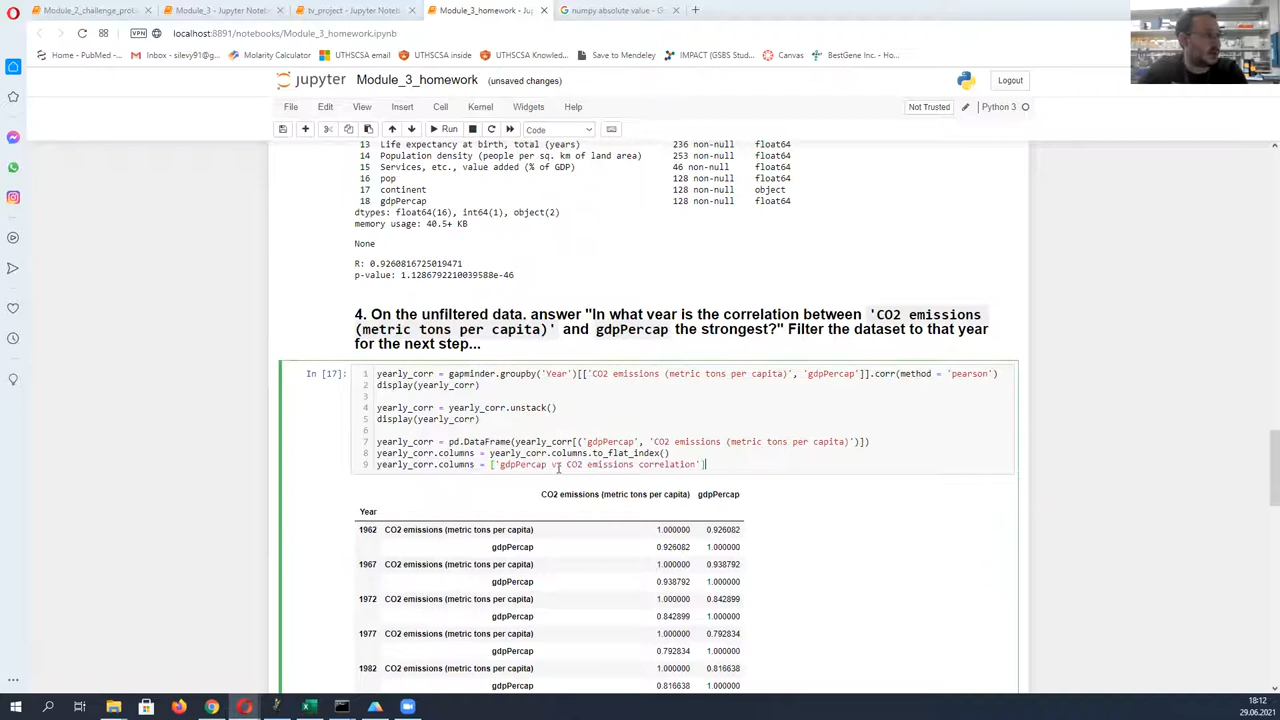 Module_2_challenge_prob
Module_3 - Jupyter Noteb
tv_project - Jupyter Noteb
Module_3_homework - Jup
numpy absolute value - Goo
VPN
localhost:8891/notebooks/Module_3_homework.ipynb
Home - PubMed -...
Inbox - silevy91@g...
Molarity Calculator
UTHSCSA email
UTHSCSA inside
UTHSCSA Knowled...
Save to Mendeley
IMPACT (GSBS Stud...
Canvas
BestGene Inc. - Ho...
jupyter
Module_3_homework
(unsaved changes)
Logout
File
Edit
View
Insert
Cell
Kernel
Widgets
Help
Not Trusted
Python 3
Run
Code
13 Life expectancy at birth, total (years) 236 non-null float64
14 Population density (people per sq. km of land area) 253 non-null float64
15 Services, etc., value added (% of GDP) 46 non-null float64
16 pop 128 non-null float64
17 continent 128 non-null object
18 gdpPercap 128 non-null float64
dtypes: float64(16), int64(1), object(2)
memory usage: 40.5+ KB
None
R: 0.9260816725019471
p-value: 1.1286792210039588e-46
4. On the unfiltered data. answer "In what year is the correlation between 'CO2 emissions
(metric tons per capita)' and gdpPercap the strongest?" Filter the dataset to that year
for the next step...
In [17]:
1 yearly_corr = gapminder.groupby('Year')[['CO2 emissions (metric tons per capita)', 'gdpPercap']].corr(method = 'pearson')
2 display(yearly_corr)
3
4 yearly_corr = yearly_corr.unstack()
5 display(yearly_corr)
6
7 yearly_corr = pd.DataFrame(yearly_corr[('gdpPercap', 'CO2 emissions (metric tons per capita)')])
8 yearly_corr.columns = yearly_corr.columns.to_flat_index()
9 yearly_corr.columns = ['gdpPercap vs CO2 emissions correlation']
CO2 emissions (metric tons per capita) gdpPercap
Year
1962 CO2 emissions (metric tons per capita) 1.000000 0.926082
gdpPercap 0.926082 1.000000
1967 CO2 emissions (metric tons per capita) 1.000000 0.938792
gdpPercap 0.938792 1.000000
1972 CO2 emissions (metric tons per capita) 1.000000 0.842899
gdpPercap 0.842899 1.000000
1977 CO2 emissions (metric tons per capita) 1.000000 0.792834
gdpPercap 0.792834 1.000000
1982 CO2 emissions (metric tons per capita) 1.000000 0.816638
gdpPercap 0.816638 1.000000
18:12
29.06.2021